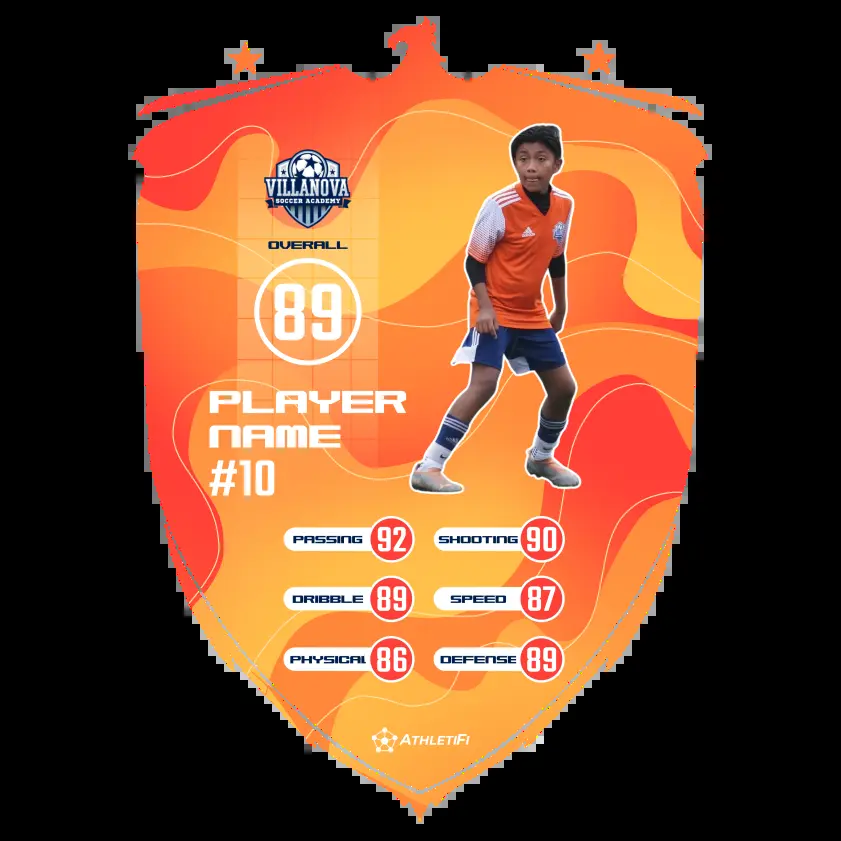 VILLANOVA
SOCCER ACADEMY
OVERALL
89
PLAYER
NAME
#10
PASSING 92
SHOOTING 90
DRIBBLE 89
SPEED 87
PHYSICAL 86
DEFENSE 89
ATHLETIFI